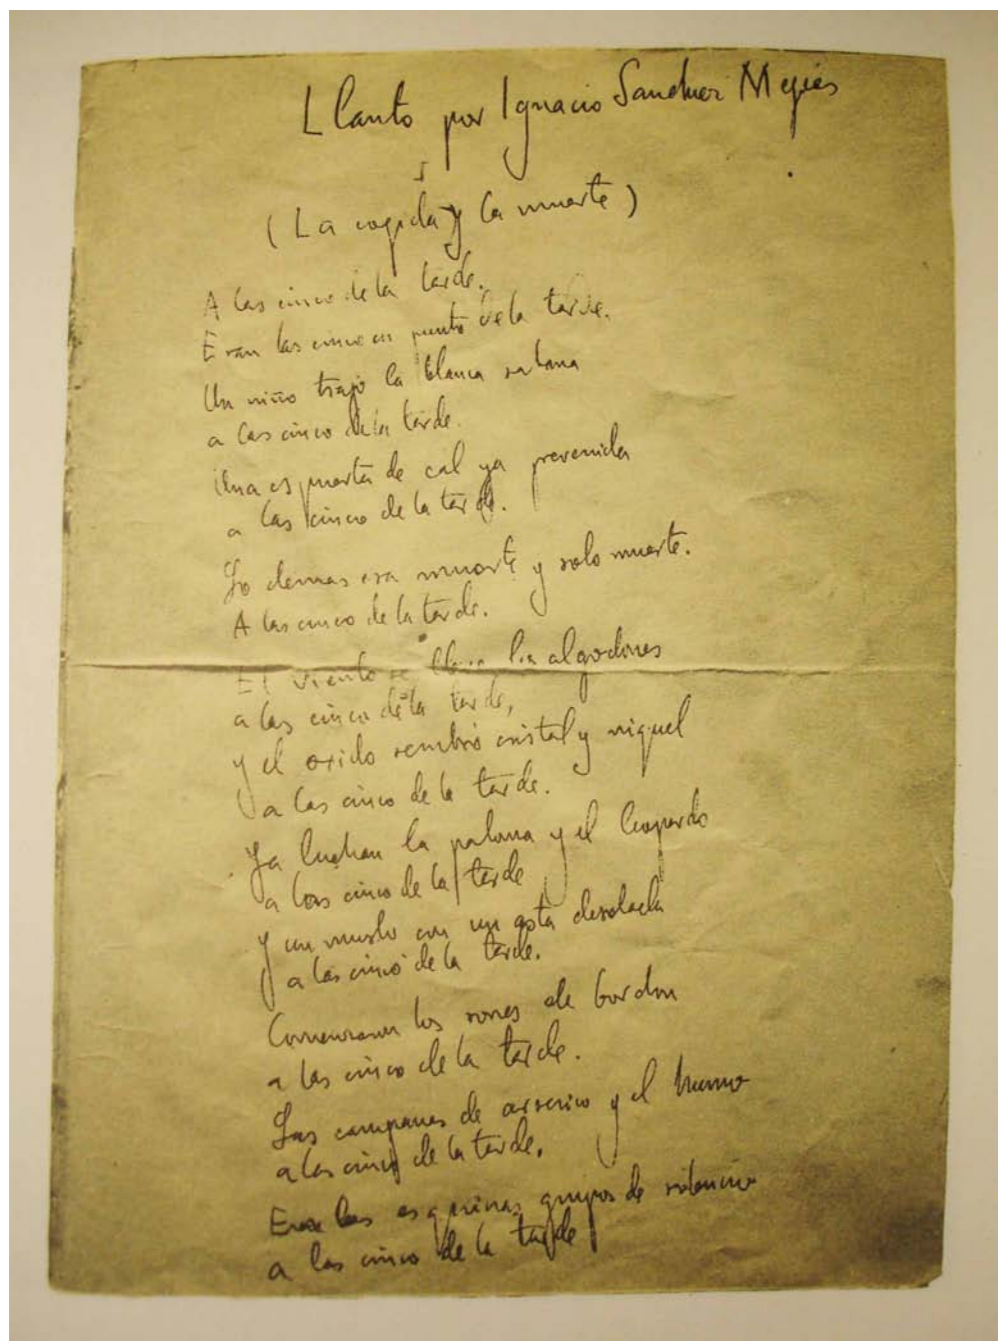 Llanto por Ignacio Sanchez Mejias
(La cogida y la muerte)
A las cinco de la tarde.
Eran las cinco en punto de la tarde.
Un niño trajo la blanca sabana
a las cinco de la tarde.
Una espuerta de cal ya prevenida
a las cinco de la tarde.
Lo demas era muerte y solo muerte.
A las cinco de la tarde.
El viento se llevo los algodones
a las cinco de la tarde,
y el oxido sembró cristal y niquel
a las cinco de la tarde.
Ya luchan la paloma y el leopardo
a las cinco de la tarde
y un muslo con un asta desolada
a las cinco de la tarde.
Comenzaron los sones de bordon
a las cinco de la tarde.
Las campanas de arsenico y el humo
a las cinco de la tarde.
En las esquinas grupos de silencio
a las cinco de la tarde